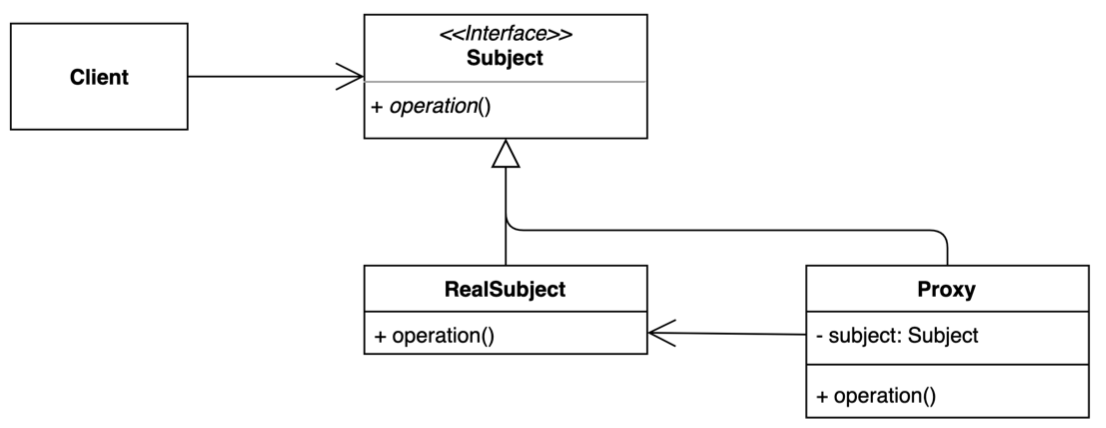 Client
<<Interface>>
Subject
+ operation()
RealSubject
+ operation()
Proxy
- subject: Subject
+ operation()